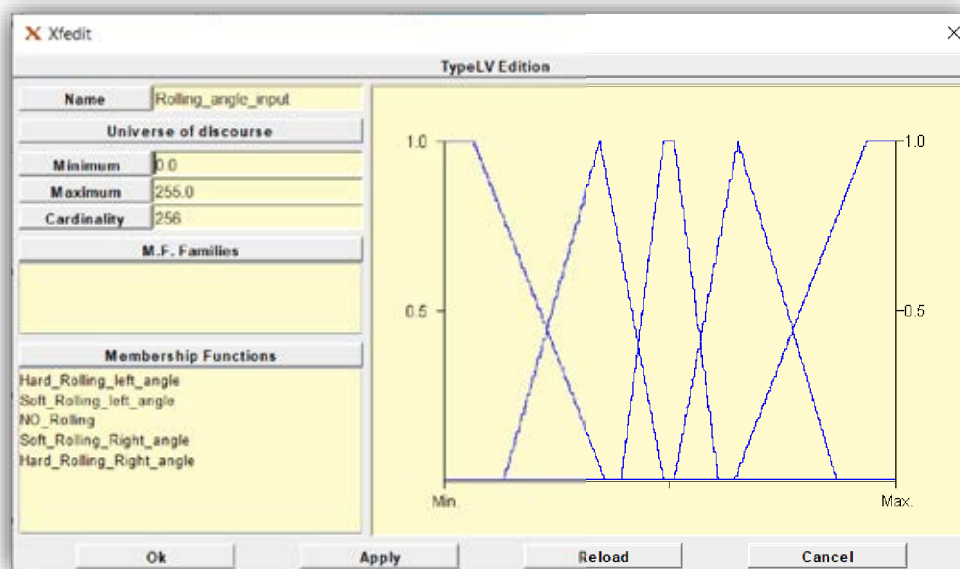 Xfedit
TypeLV Edition
Name Rolling_angle_input
Universe of discourse
Minimum 0.0
Maximum 255.0
Cardinality 256
M.F. Families
Membership Functions
Hard_Rolling_left_angle
Soft_Rolling_left_angle
NO_Rolling
Soft_Rolling_Right_angle
Hard_Rolling_Right_angle
1.0 1.0
0.5 0.5
Min. Max.
Ok Apply Reload Cancel